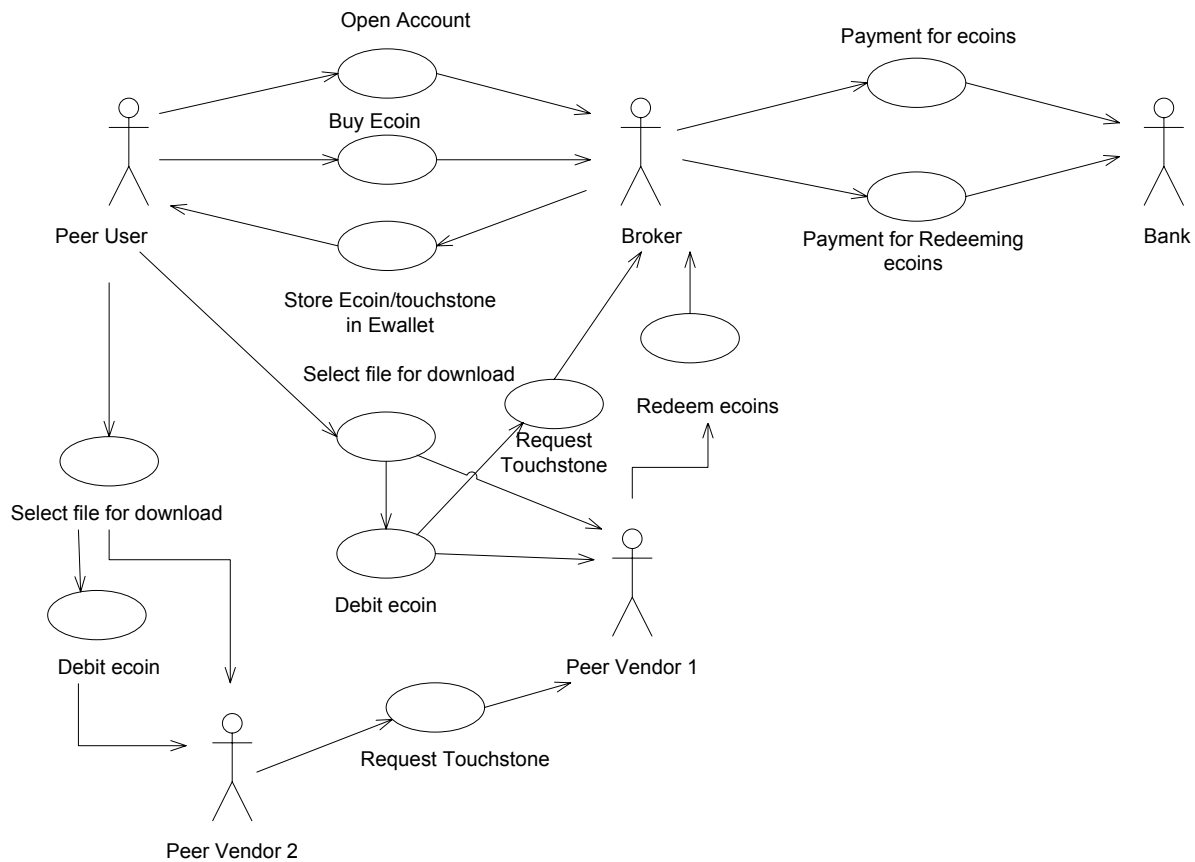 Open Account
Payment for ecoins
Buy Ecoin
Peer User
Broker
Payment for Redeeming
ecoins
Bank
Store Ecoin/touchstone
in Ewallet
Select file for download
Redeem ecoins
Request
Touchstone
Select file for download
Debit ecoin
Debit ecoin
Peer Vendor 1
Request Touchstone
Peer Vendor 2